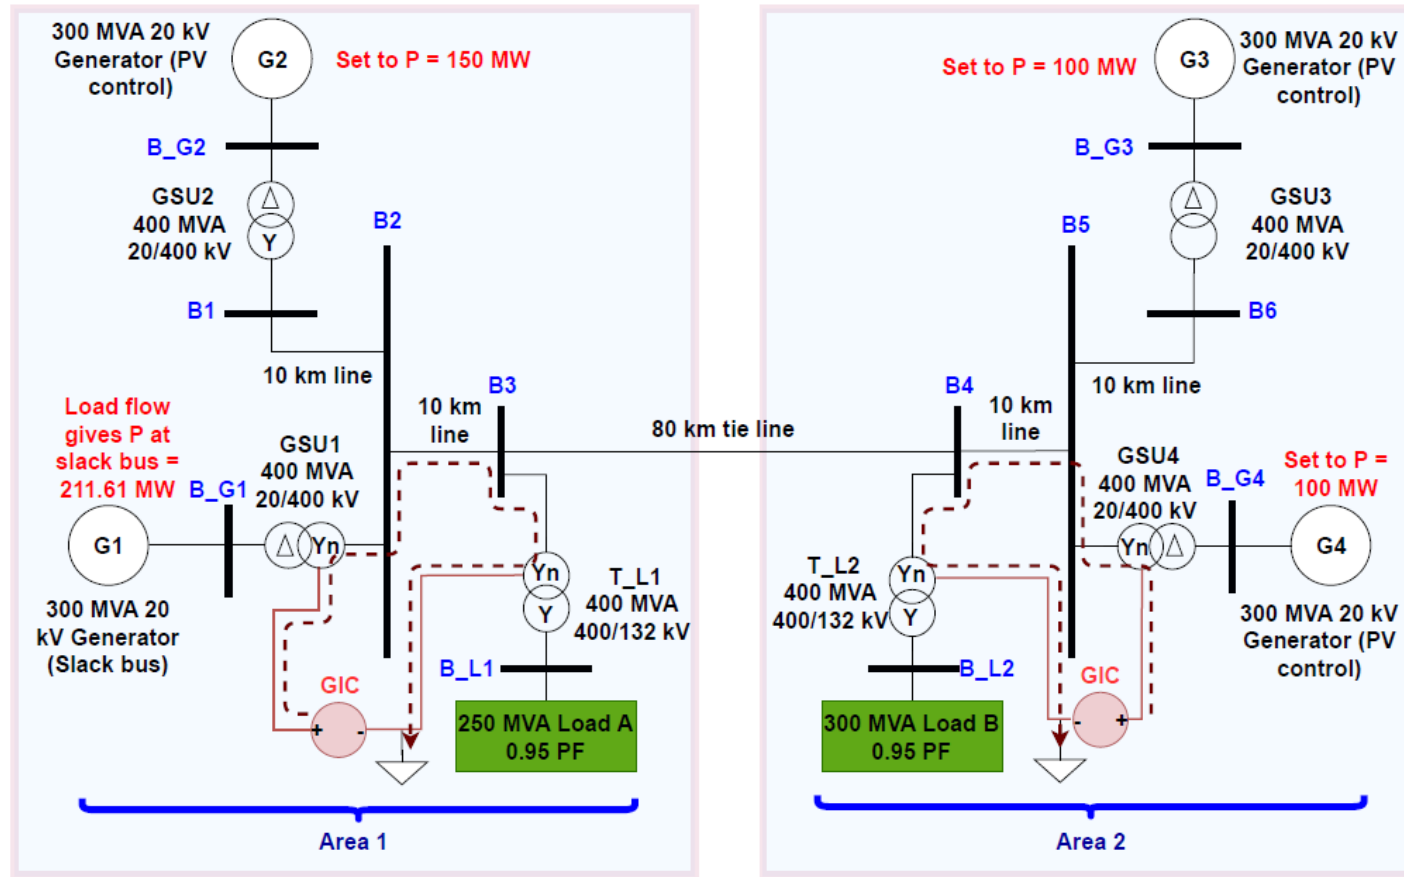 300 MVA 20 kV
Generator (PV
control)
G2
Set to P = 150 MW
B_G2
GSU2
400 MVA
20/400 kV
Δ
Y
B1
10 km line
B2
Load flow
gives P at
slack bus =
211.61 MW
B_G1
GSU1
400 MVA
20/400 kV
G1
Δ
Yn
300 MVA 20
kV Generator
(Slack bus)
GIC
+
-
10 km
line
B3
Yn
Y
T_L1
400 MVA
400/132 kV
B_L1
250 MVA Load A
0.95 PF
Area 1
80 km tie line
Set to P = 100 MW
G3
300 MVA 20 kV
Generator (PV
control)
B_G3
Δ
GSU3
400 MVA
20/400 kV
B6
10 km line
B5
B4
10 km
line
GSU4
400 MVA
20/400 kV
B_G4
Set to P =
100 MW
Yn
Δ
G4
300 MVA 20 kV
Generator (PV
control)
T_L2
400 MVA
400/132 kV
Yn
Y
B_L2
GIC
-
+
300 MVA Load B
0.95 PF
Area 2